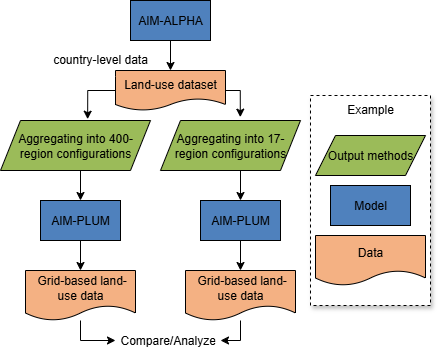 AIM-ALPHA
country-level data
Land-use dataset
Aggregating into 400-
region configurations
Aggregating into 17-
region configurations
AIM-PLUM
AIM-PLUM
Grid-based land-
use data
Grid-based land-
use data
Compare/Analyze
Example
Output methods
Model
Data